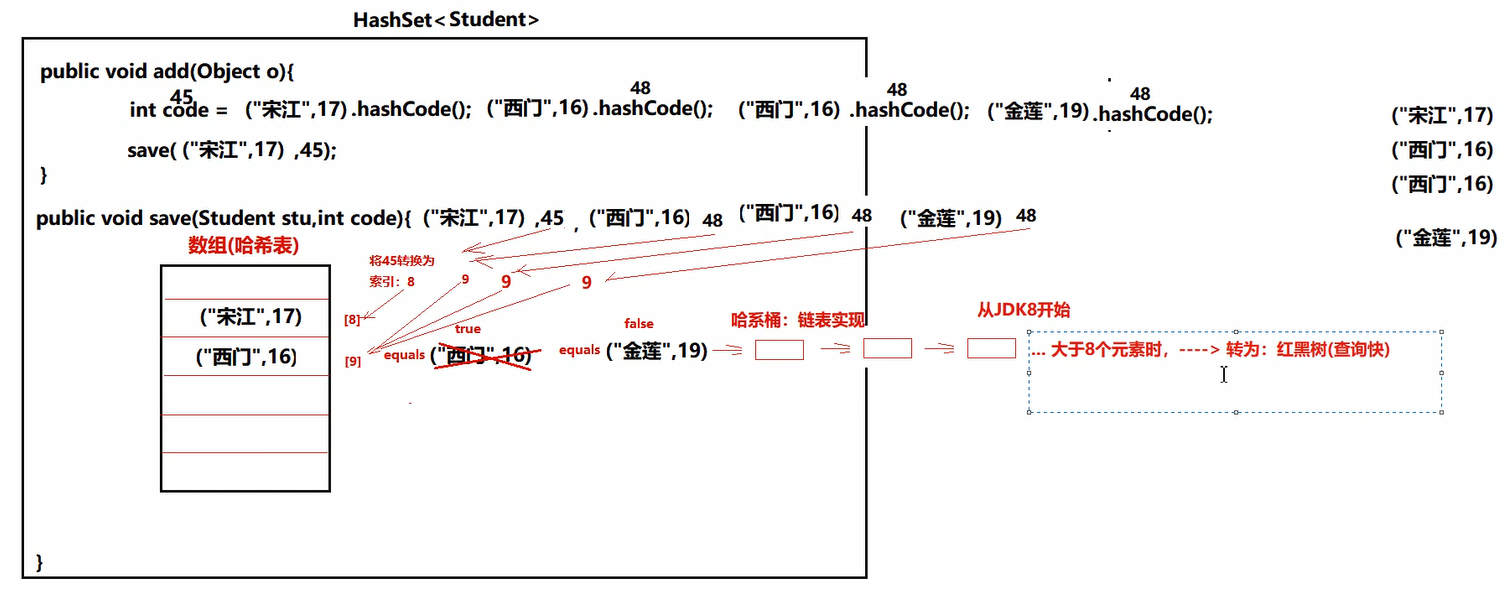 HashSet<Student>
public void add(Object o){
45 48 48 48
int code = ("宋江",17).hashCode(); ("西门",16).hashCode(); ("西门",16) .hashCode(); ("金莲",19).hashCode(); ("宋江",17)
save( ("宋江",17) ,45); ("西门",16)
} ("西门",16)
public void save(Student stu,int code){ ("宋江",17) ,45 , ("西门",16) 48 ("西门",16) 48 ("金莲",19) 48
("金莲",19)
数组(哈希表)
将45转换为
索引：8 9 9 9
("宋江",17) [8]
true false 哈系桶：链表实现 从JDK8开始
("西门",16) [9] equals ("西门",16) equals ("金莲",19) ... 大于8个元素时，----> 转为：红黑树(查询快)
}